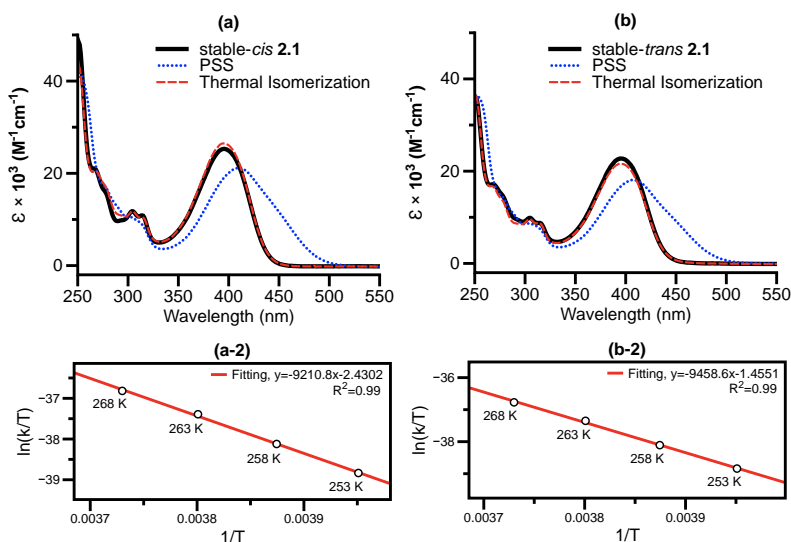 (a)
stable-cis 2.1
PSS
Thermal Isomerization
ε × 10³ (M⁻¹cm⁻¹)
40
20
0
250 300 350 400 450 500 550
Wavelength (nm)
(b)
stable-trans 2.1
PSS
Thermal Isomerization
ε × 10³ (M⁻¹cm⁻¹)
40
20
0
250 300 350 400 450 500 550
Wavelength (nm)
(a-2)
Fitting, y=-9210.8x-2.4302
R²=0.99
ln(k/T)
−37
−38
−39
268 K
263 K
258 K
253 K
0.0037 0.0038 0.0039
1/T
(b-2)
Fitting, y=-9458.6x-1.4551
R²=0.99
ln(k/T)
−36
−38
268 K
263 K
258 K
253 K
0.0037 0.0038 0.0039
1/T